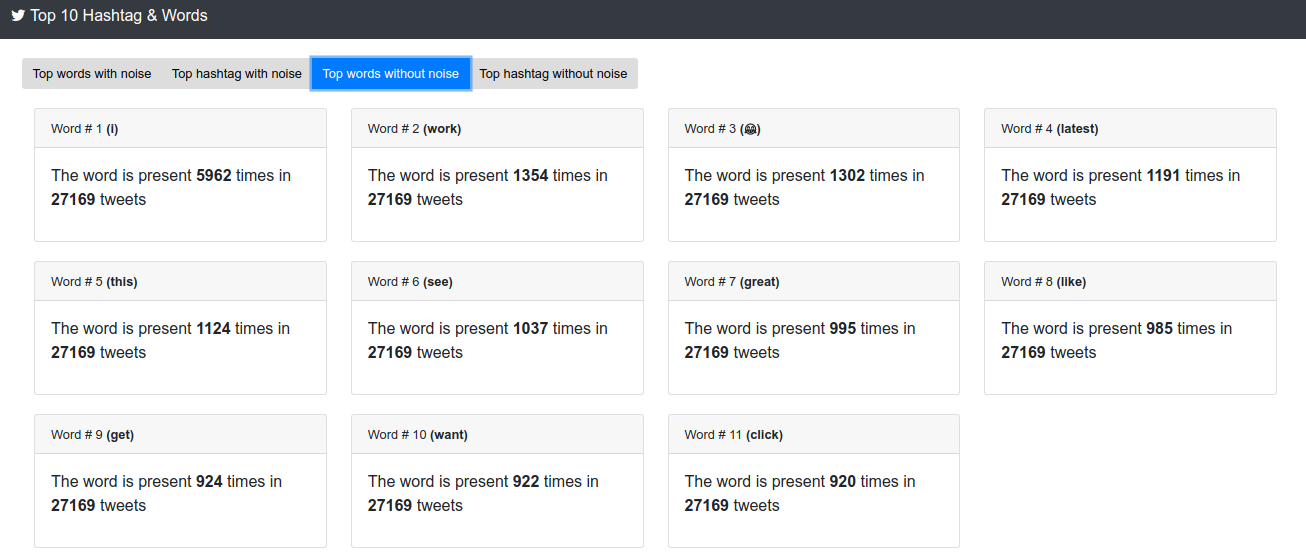 Top 10 Hashtag & Words
Top words with noise
Top hashtag with noise
Top words without noise
Top hashtag without noise
Word # 1 (i)
The word is present 5962 times in
27169 tweets
Word # 2 (work)
The word is present 1354 times in
27169 tweets
Word # 3 (😂)
The word is present 1302 times in
27169 tweets
Word # 4 (latest)
The word is present 1191 times in
27169 tweets
Word # 5 (this)
The word is present 1124 times in
27169 tweets
Word # 6 (see)
The word is present 1037 times in
27169 tweets
Word # 7 (great)
The word is present 995 times in
27169 tweets
Word # 8 (like)
The word is present 985 times in
27169 tweets
Word # 9 (get)
The word is present 924 times in
27169 tweets
Word # 10 (want)
The word is present 922 times in
27169 tweets
Word # 11 (click)
The word is present 920 times in
27169 tweets